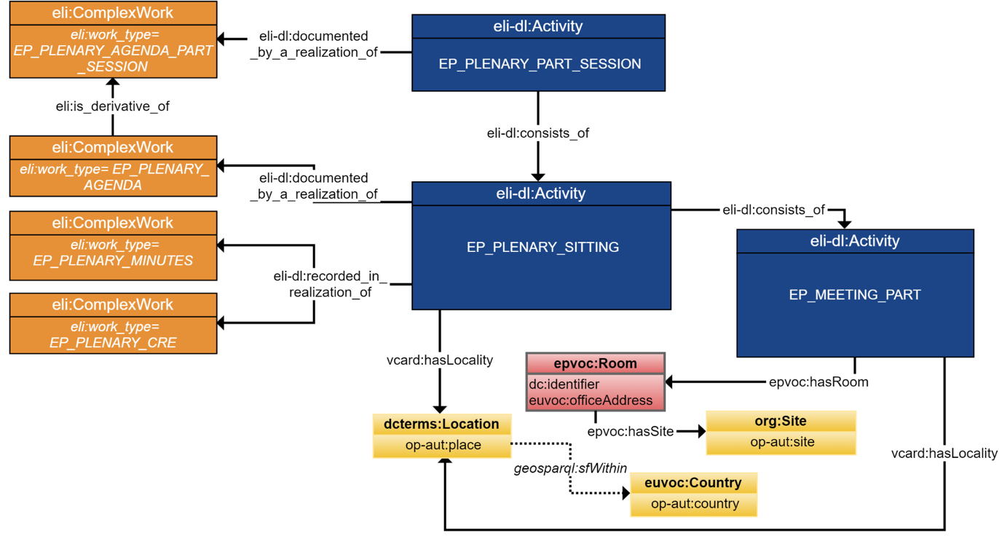 eli:ComplexWork
eli:work_type=
EP_PLENARY_AGENDA_PART
_SESSION
eli-dl:documented
_by_a_realization_of
eli-dl:Activity
EP_PLENARY_PART_SESSION
eli:is_derivative_of
eli-dl:consists_of
eli:ComplexWork
eli:work_type= EP_PLENARY_
AGENDA
eli-dl:documented
_by_a_realization_of
eli-dl:Activity
EP_PLENARY_SITTING
eli-dl:consists_of
eli-dl:Activity
EP_MEETING_PART
eli:ComplexWork
eli:work_type=
EP_PLENARY_MINUTES
eli-dl:recorded_in_
realization_of
eli:ComplexWork
eli:work_type=
EP_PLENARY_CRE
vcard:hasLocality
epvoc:Room
dc:identifier
euvoc:officeAddress
epvoc:hasRoom
epvoc:hasSite
org:Site
op-aut:site
dcterms:Location
op-aut:place
vcard:hasLocality
geosparql:sfWithin
euvoc:Country
op-aut:country